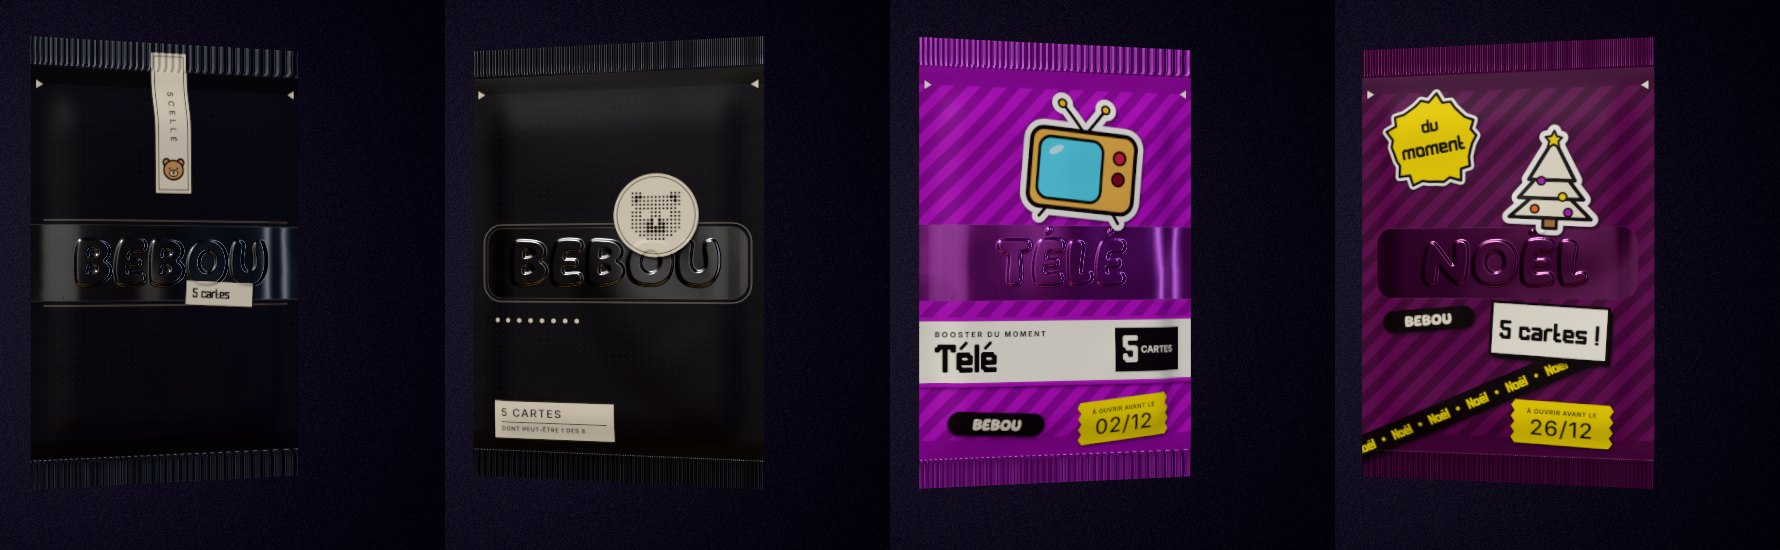 SCELLÉ
BEBOU
5 cartes
BEBOU
5 CARTES
DONT PEUT-ÊTRE 1 DES 8
TÉLÉ
BOOSTER DU MOMENT
Télé
5 CARTES
BEBOU
À OUVRIR AVANT LE
02/12
du
moment
NOËL
BEBOU
5 cartes !
Noël • Noël • Noël • Noël • Noël
À OUVRIR AVANT LE
26/12